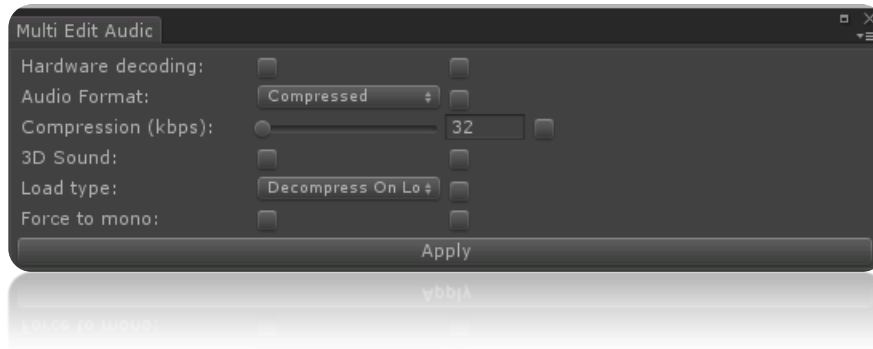 Multi Edit Audic
Hardware decoding:
Audio Format: Compressed
Compression (kbps): 32
3D Sound:
Load type: Decompress On Lo
Force to mono:
Apply